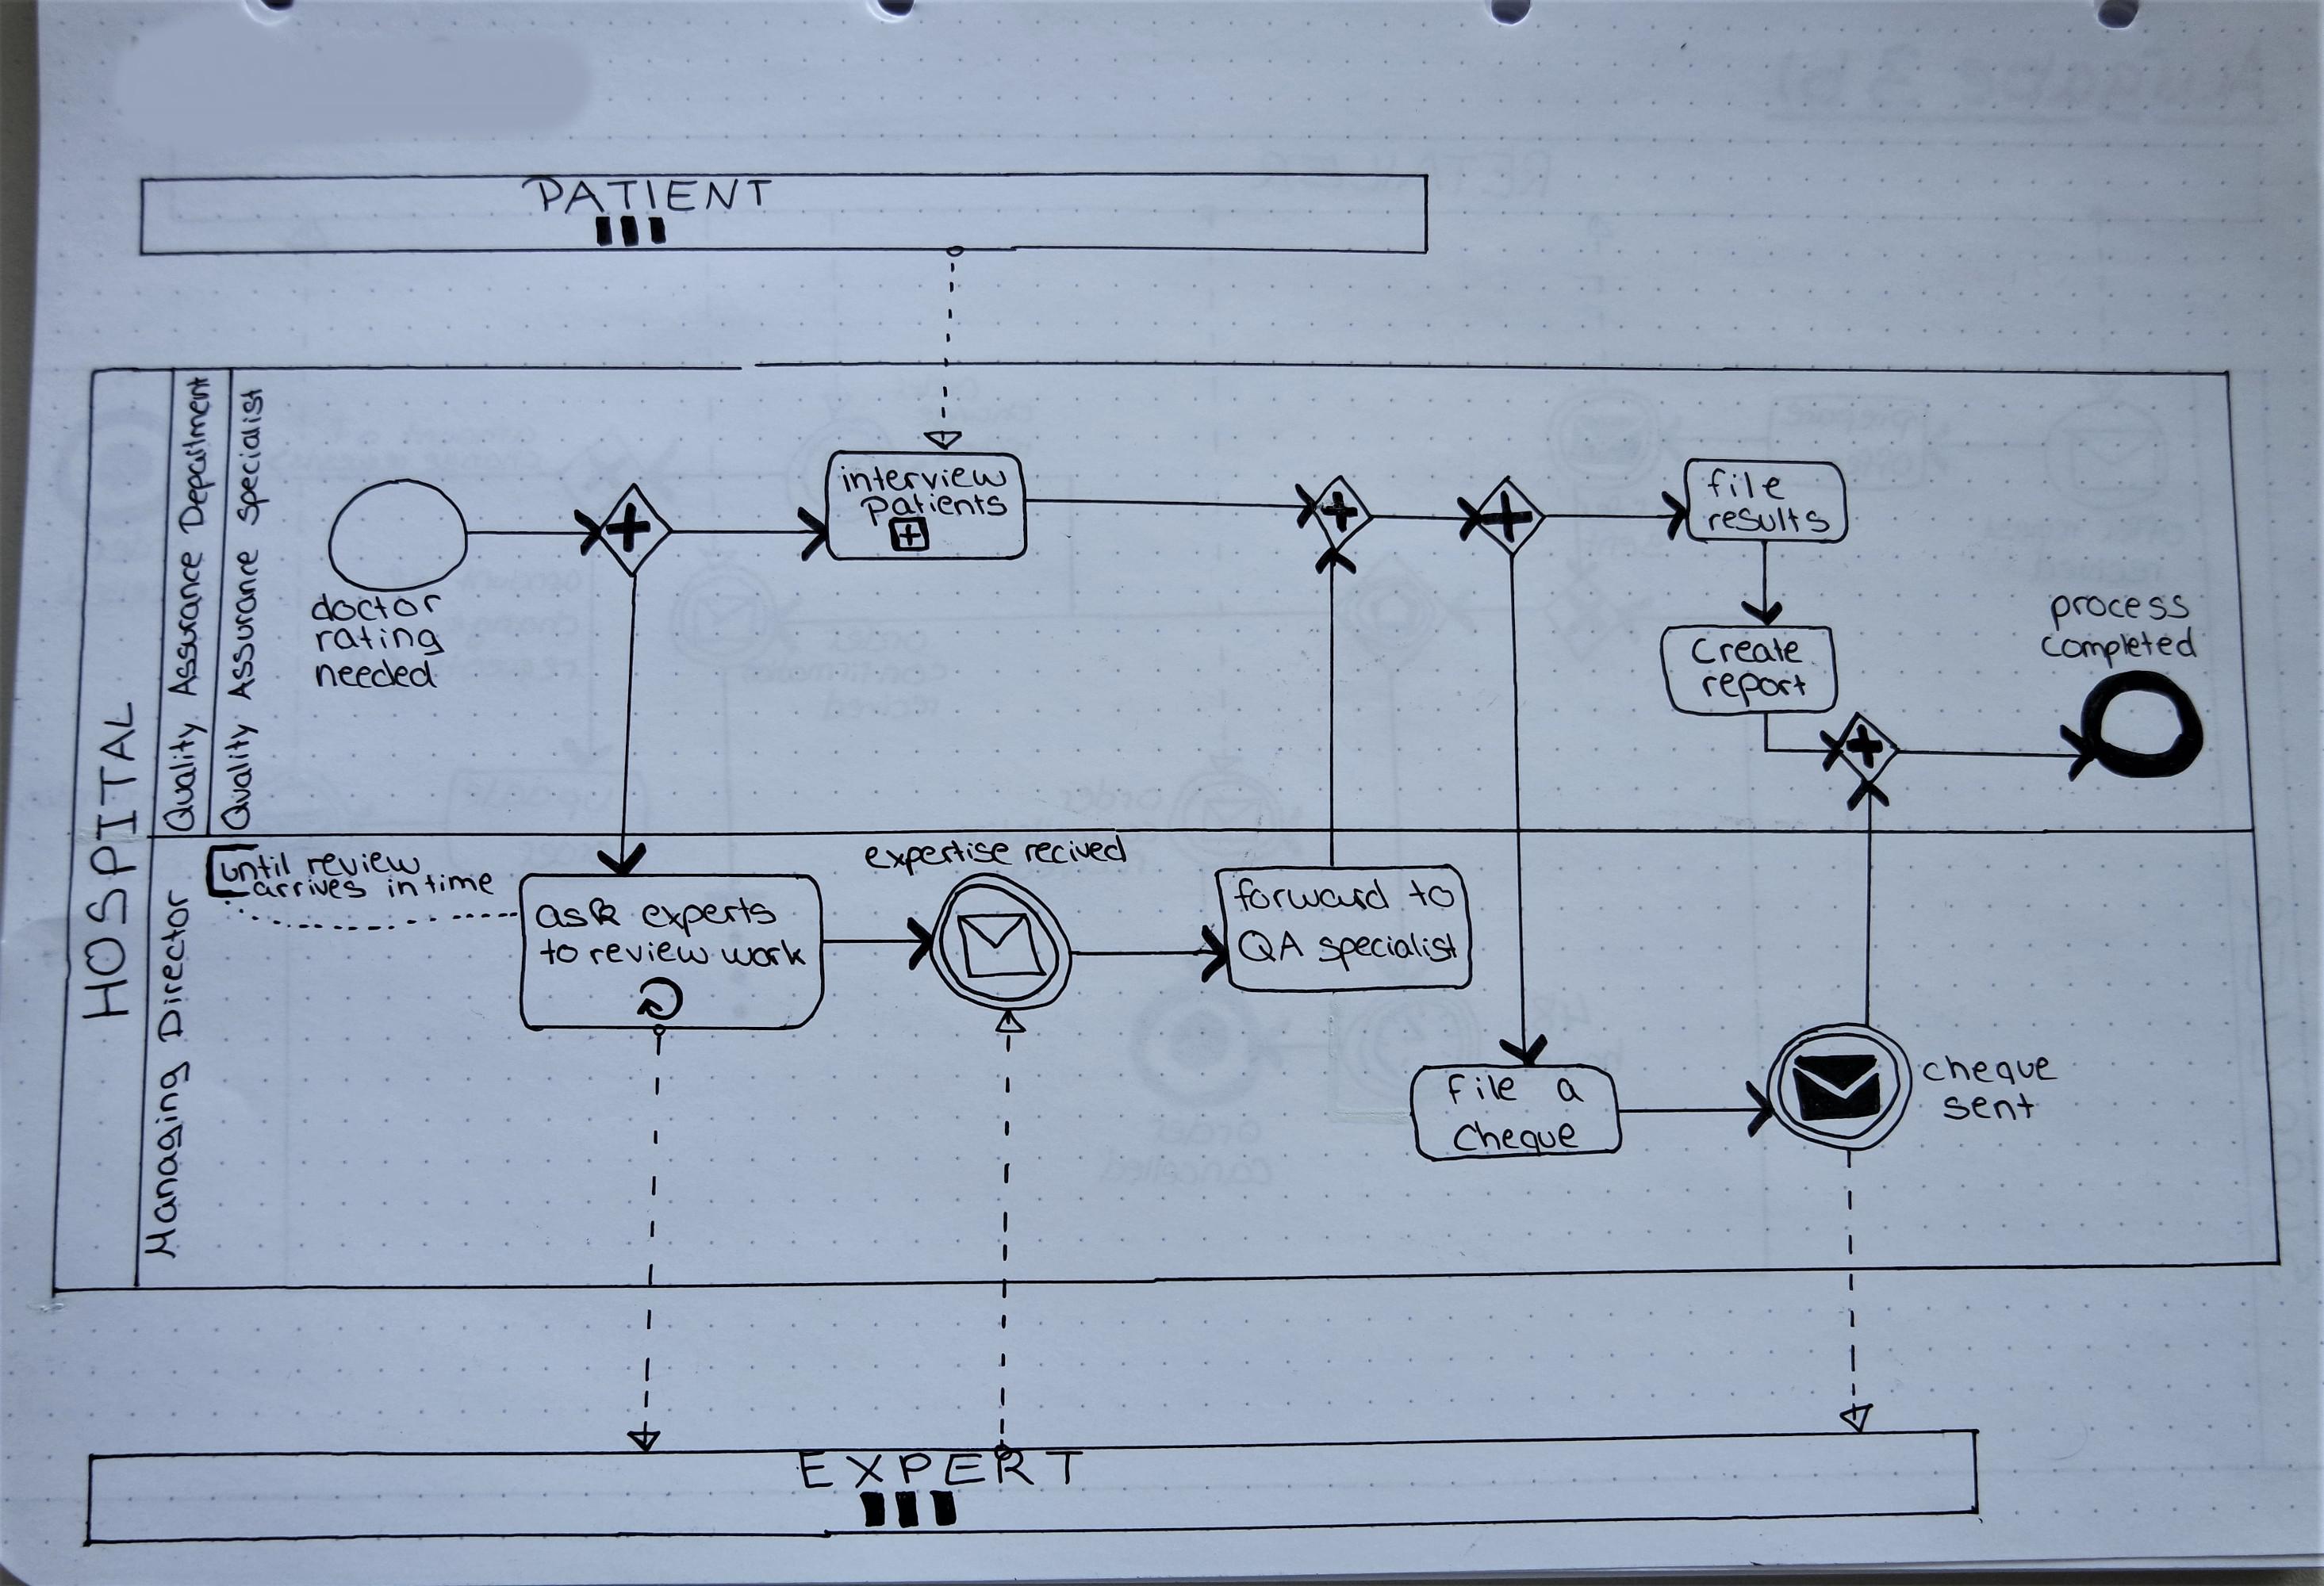 PATIENT
HOSPITAL
Quality Assurance Department
Quality Assurance Specialist
doctor
rating
needed
interview
Patients
file
results
Create
report
process
completed
Managing Director
until review
arrives in time
ask experts
to review work
expertise recived
forward to
QA specialist
File a
Cheque
cheque
sent
EXPERT